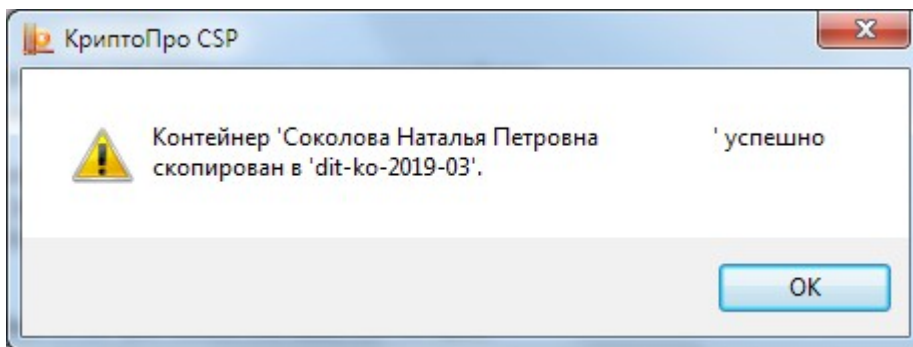 КриптоПро CSP
Контейнер 'Соколова Наталья Петровна ' успешно
скопирован в 'dit-ko-2019-03'.
OK